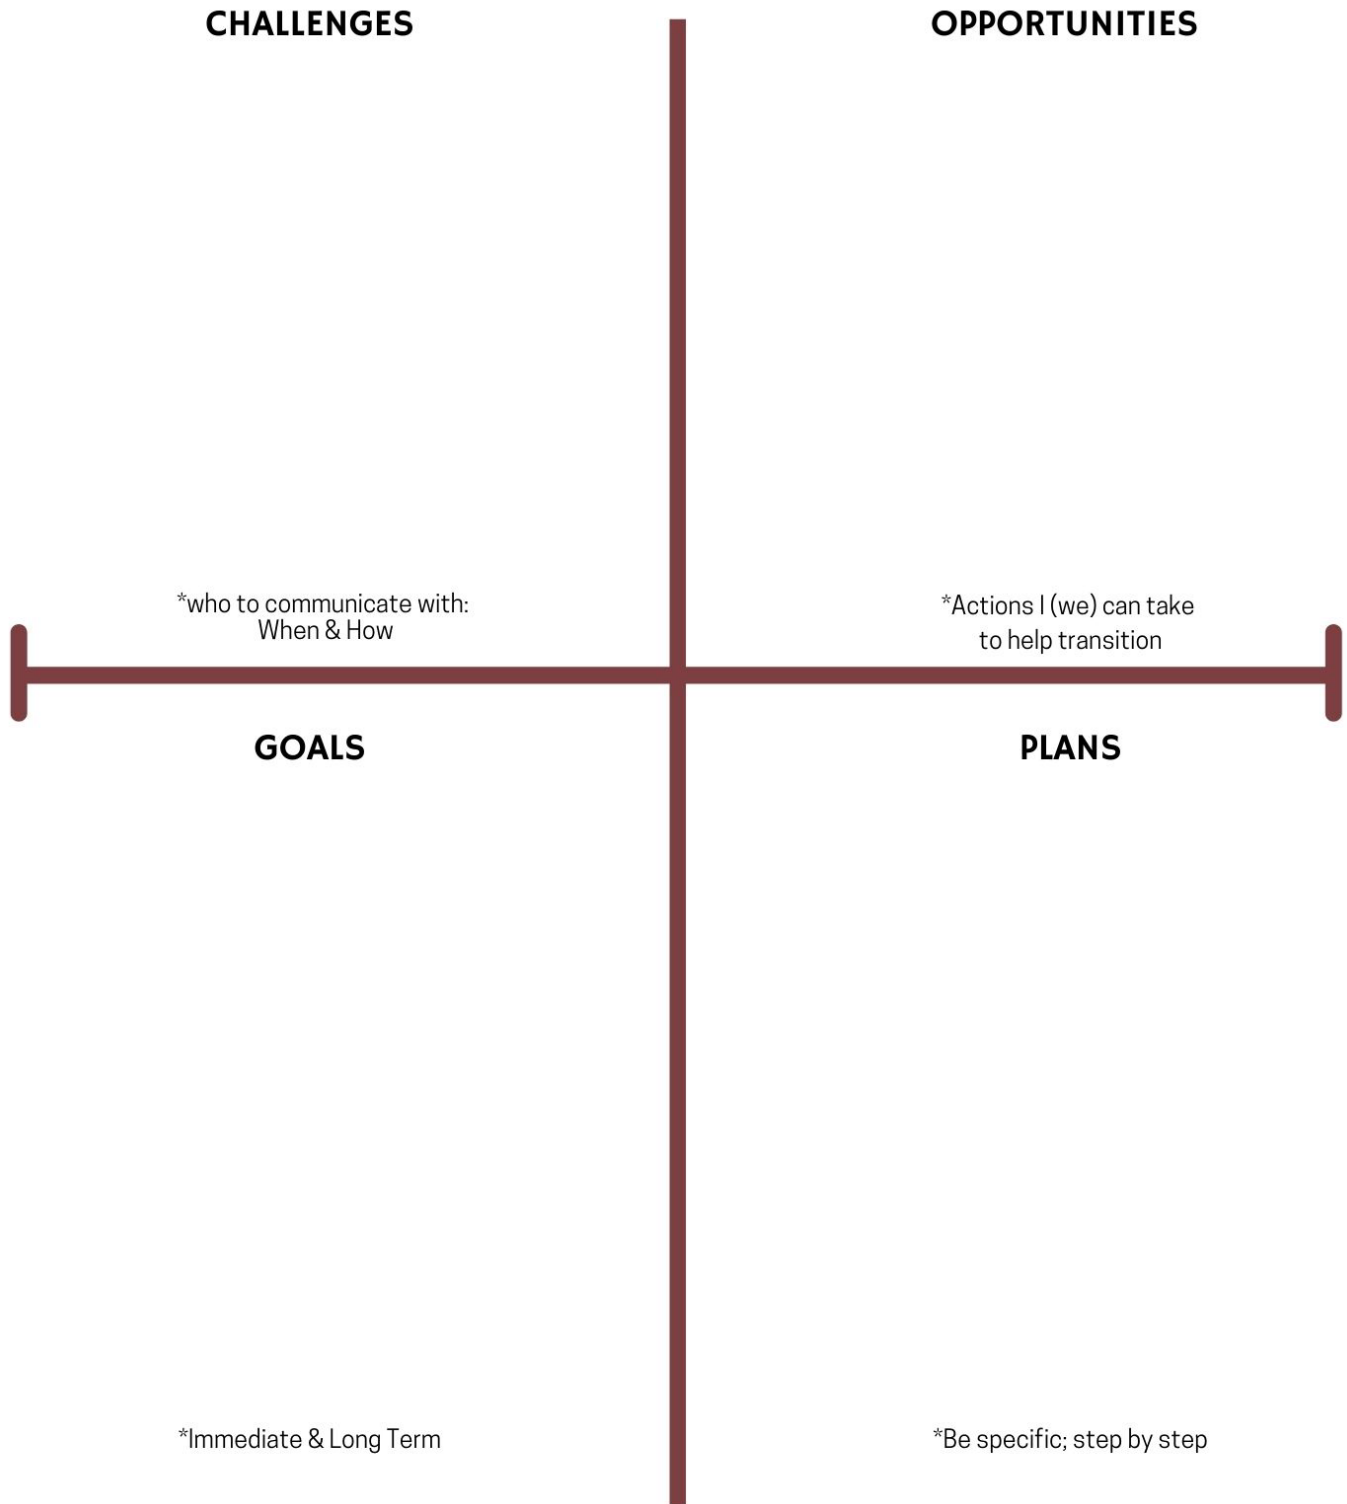 CHALLENGES
OPPORTUNITIES
*who to communicate with:
When & How
*Actions I (we) can take
to help transition
GOALS
PLANS
*Immediate & Long Term
*Be specific; step by step